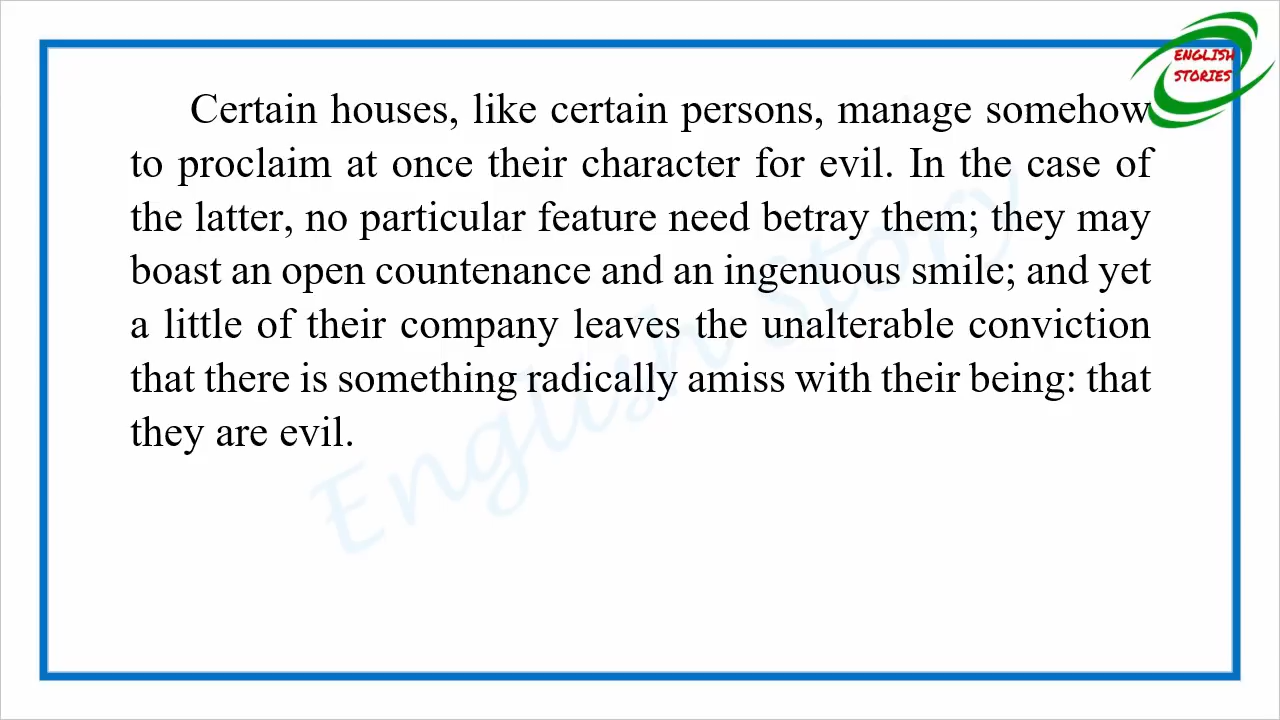 ENGLISH
STORIES
Certain houses, like certain persons, manage somehow
to proclaim at once their character for evil. In the case of
the latter, no particular feature need betray them; they may
boast an open countenance and an ingenuous smile; and yet
a little of their company leaves the unalterable conviction
that there is something radically amiss with their being: that
they are evil.
English Story